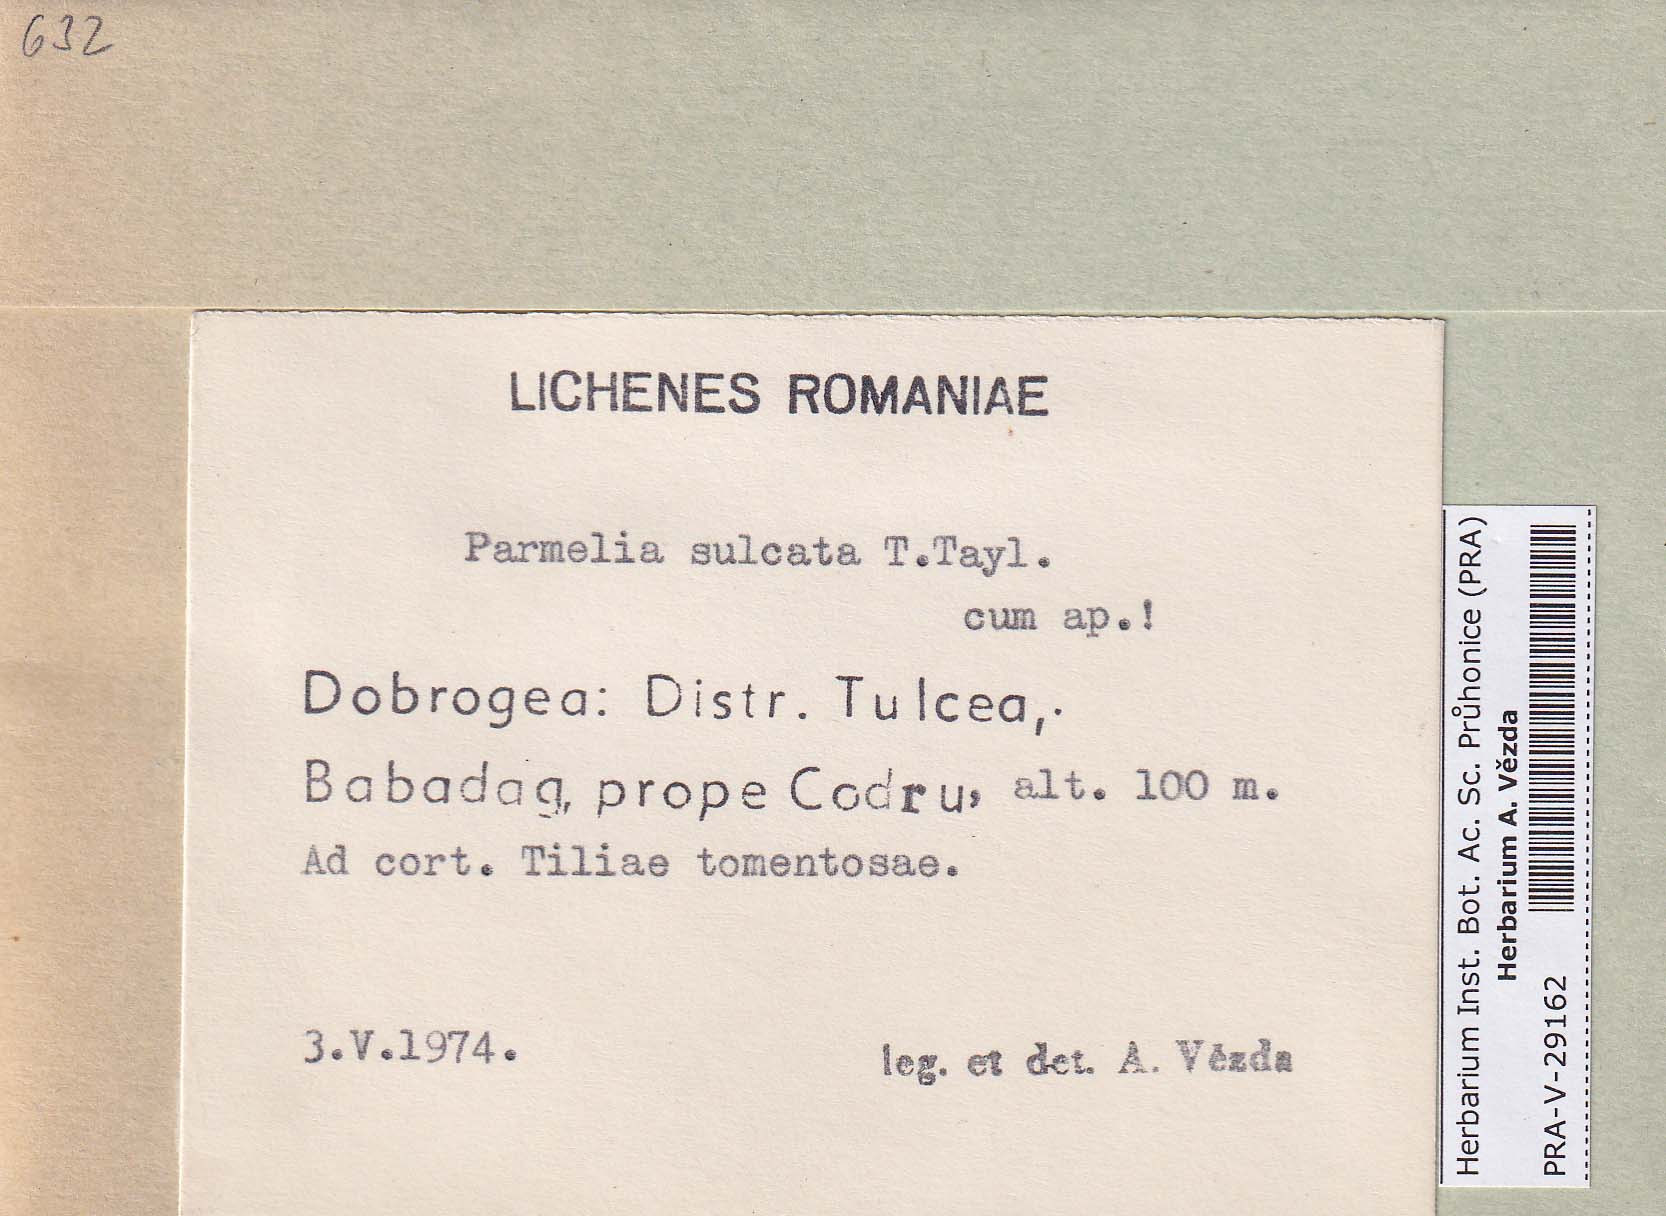 632
LICHENES ROMANIAE
Parmelia sulcata T.Tayl.
cum ap.!
Dobrogea: Distr. Tulcea,.
Babadag, prope Codru, alt. 100 m.
Ad cort. Tiliae tomentosae.
3.V.1974.
leg. et det. A. Vězda
Herbarium Inst. Bot. Ac. Sc. Průhonice (PRA)
Herbarium A. Vězda
PRA-V-29162